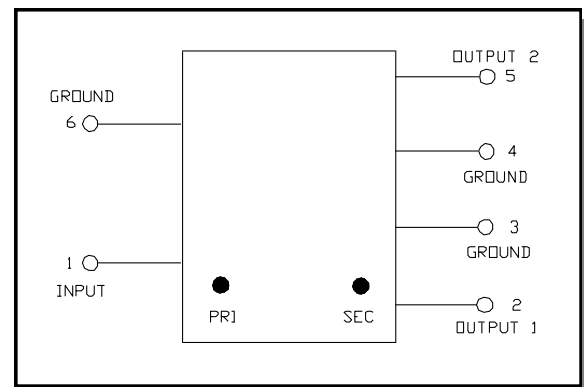 OUTPUT 2
5
GROUND
6
4
GROUND
3
GROUND
1
INPUT
PRI
SEC
2
OUTPUT 1